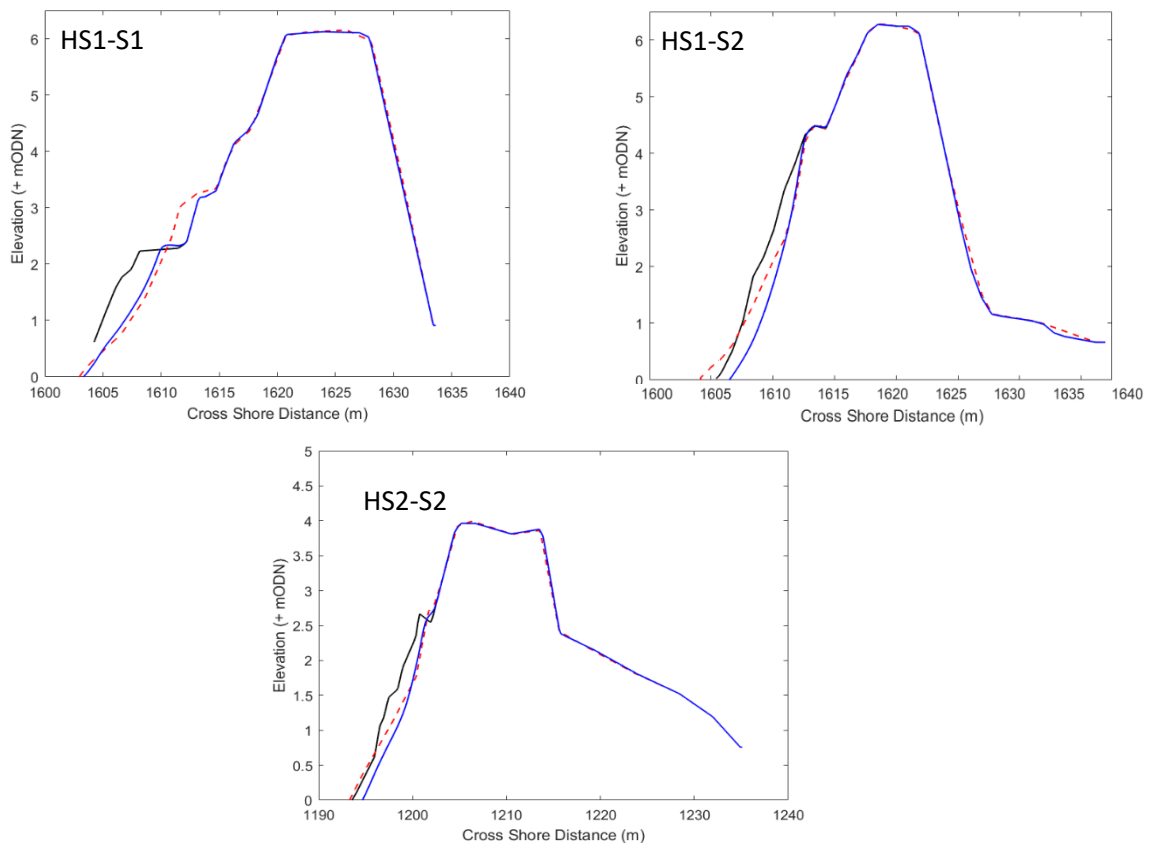 HS1-S1
Elevation (+ mODN)
6
5
4
3
2
1
0
1600 1605 1610 1615 1620 1625 1630 1635 1640
Cross Shore Distance (m)
HS1-S2
Elevation (+ mODN)
6
5
4
3
2
1
0
1600 1605 1610 1615 1620 1625 1630 1635 1640
Cross Shore Distance (m)
HS2-S2
Elevation (+ mODN)
5
4.5
4
3.5
3
2.5
2
1.5
1
0.5
0
1190 1200 1210 1220 1230 1240
Cross Shore Distance (m)